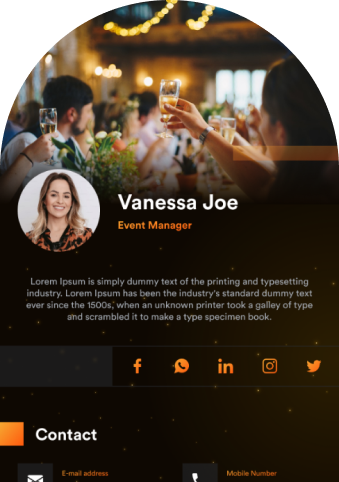 Vanessa Joe
Event Manager
Lorem Ipsum is simply dummy text of the printing and typesetting
industry. Lorem Ipsum has been the industry's standard dummy text
ever since the 1500s, when an unknown printer took a galley of type
and scrambled it to make a type specimen book.
Contact
E-mail address
Mobile Number